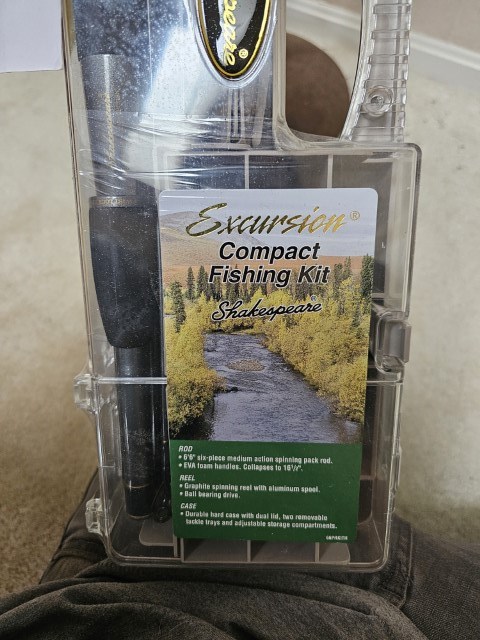 Excursion®
Compact
Fishing Kit
Shakespeare
ROD
• 6'6" six-piece medium action spinning pack rod.
• EVA foam handles. Collapses to 16½".
REEL
• Graphite spinning reel with aluminum spool.
• Ball bearing drive.
CASE
• Durable hard case with dual lid, two removable
tackle trays and adjustable storage compartments.